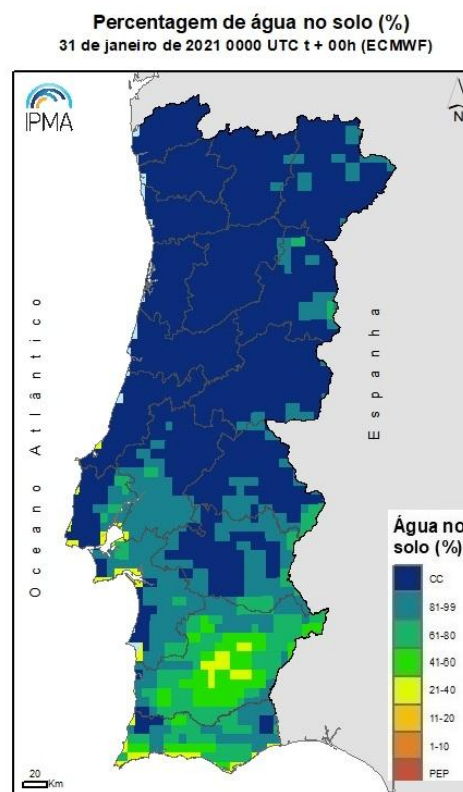 Percentagem de água no solo (%)
31 de janeiro de 2021 0000 UTC t + 00h (ECMWF)
IPMA
N
Oceano Atlântico
Espanha
Água no
solo (%)
CC
81-99
61-80
41-60
21-40
11-20
1-10
PEP
20
Km